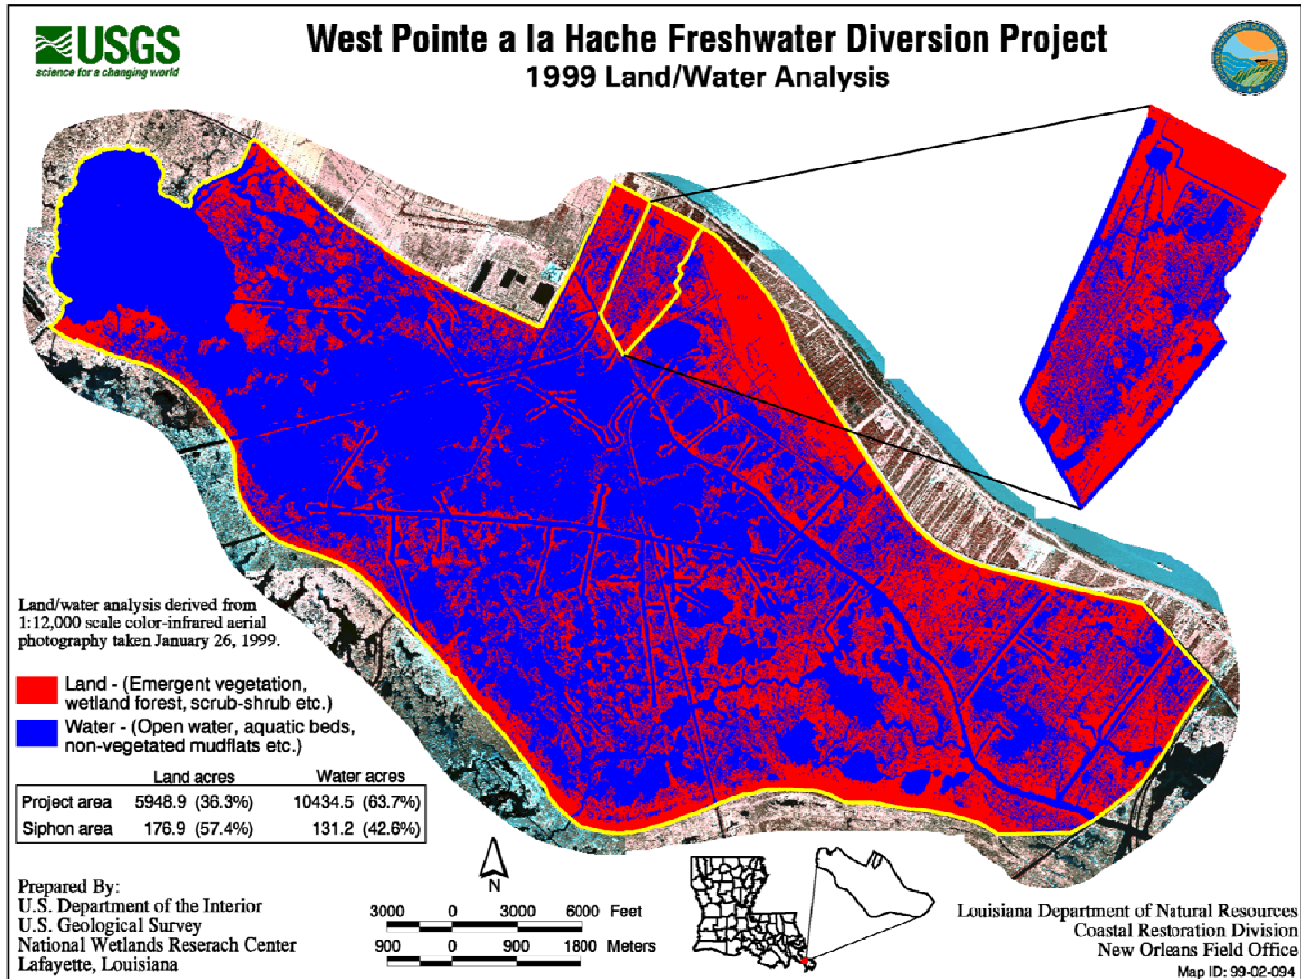 USGS
science for a changing world
West Pointe a la Hache Freshwater Diversion Project
1999 Land/Water Analysis
Land/water analysis derived from
1:12,000 scale color-infrared aerial
photography taken January 26, 1999.
Land - (Emergent vegetation,
wetland forest, scrub-shrub etc.)
Water - (Open water, aquatic beds,
non-vegetated mudflats etc.)
Land acres Water acres
Project area 5948.9 (36.3%) 10434.5 (63.7%)
Siphon area 176.9 (57.4%) 131.2 (42.6%)
Prepared By:
U.S. Department of the Interior
U.S. Geological Survey
National Wetlands Reserach Center
Lafayette, Louisiana
N
3000 0 3000 6000 Feet
900 0 900 1800 Meters
Louisiana Department of Natural Resources
Coastal Restoration Division
New Orleans Field Office
Map ID: 99-02-094